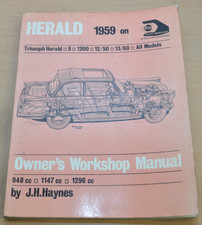 HERALD 1959 on
Triumph Herald □ S □ 1200 □ 12/50 □ 13/60 □ All Models
Owner's Workshop Manual
948 cc □ 1147 cc □ 1296 cc
by J.H.Haynes